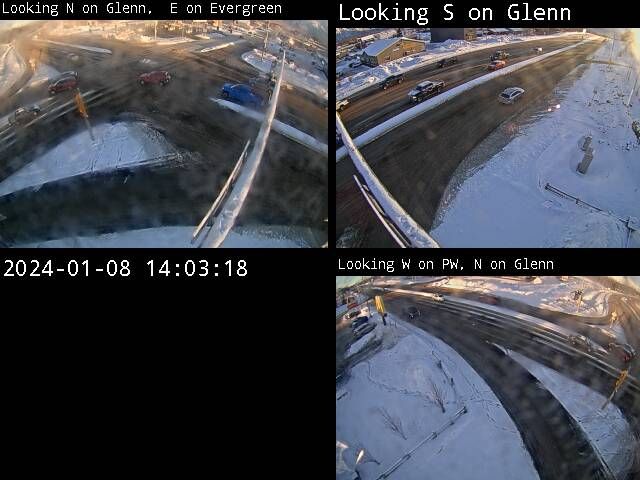 Looking N on Glenn,  E on Evergreen
Looking S on Glenn
2024-01-08 14:03:18
Looking W on PW, N on Glenn